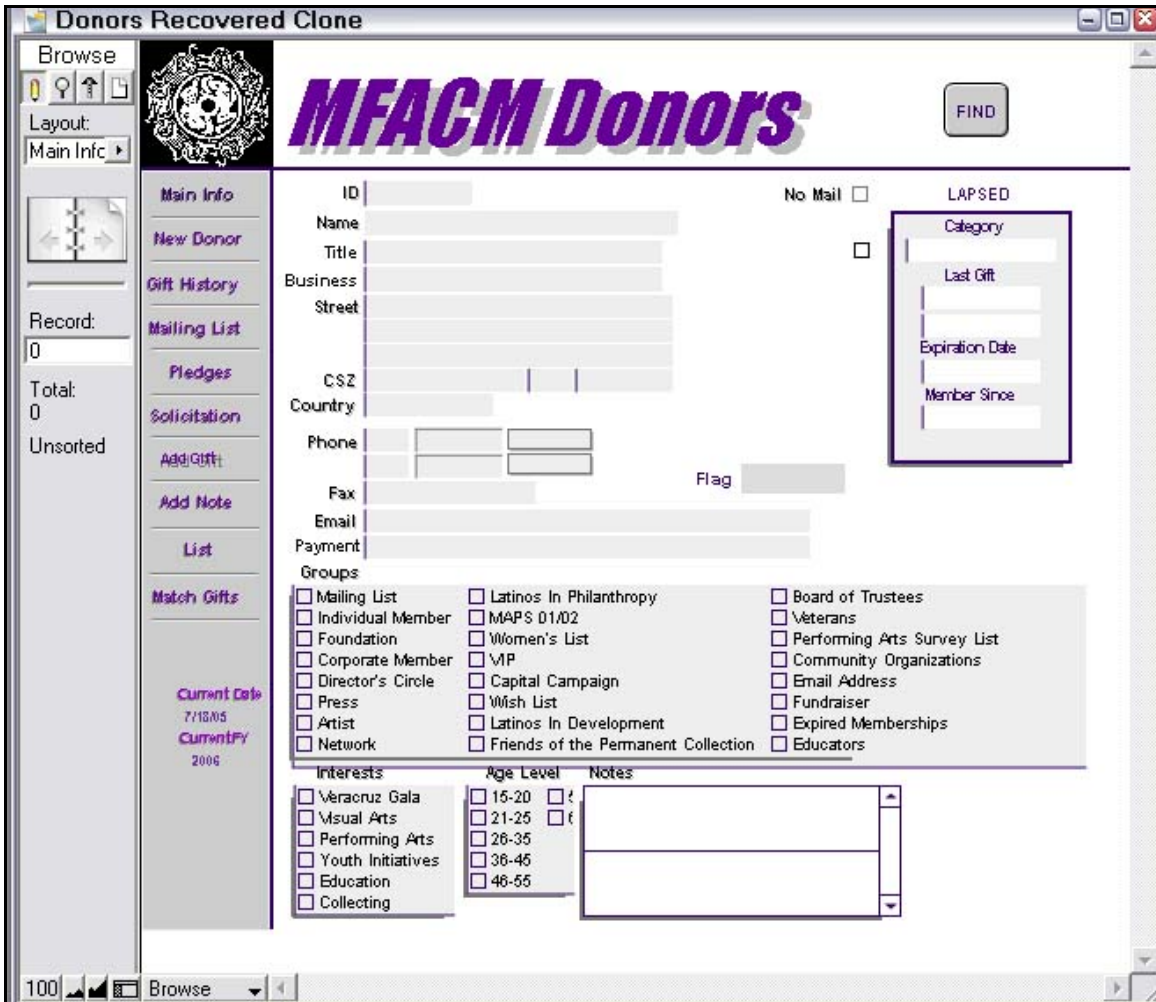 Donors Recovered Clone
Browse
Layout:
Main Info
Record:
0
Total:
0
Unsorted
MFACM Donors
FIND
Main Info
New Donor
Gift History
Mailing List
Pledges
Solicitation
Add Gift
Add Note
List
Match Gifts
Current Date
7/18/05
CurrentFY
2006
ID
No Mail
LAPSED
Name
Title
Business
Street
CSZ
Country
Phone
Fax
Flag
Email
Payment
Category
Last Gift
Expiration Date
Member Since
Groups
Mailing List
Individual Member
Foundation
Corporate Member
Director's Circle
Press
Artist
Network
Latinos In Philanthropy
MAPS 01/02
Women's List
VIP
Capital Campaign
Wish List
Latinos In Development
Friends of the Permanent Collection
Board of Trustees
Veterans
Performing Arts Survey List
Community Organizations
Email Address
Fundraiser
Expired Memberships
Educators
Interests
Veracruz Gala
Visual Arts
Performing Arts
Youth Initiatives
Education
Collecting
Age Level
15-20
21-25
26-35
36-45
46-55
Notes
100
Browse